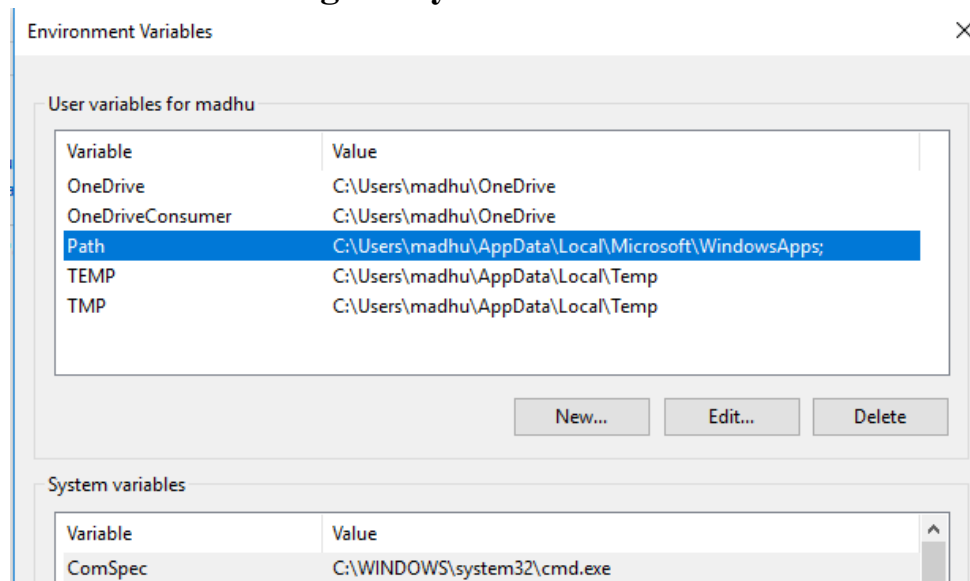 Environment Variables
User variables for madhu
Variable Value
OneDrive C:\Users\madhu\OneDrive
OneDriveConsumer C:\Users\madhu\OneDrive
Path C:\Users\madhu\AppData\Local\Microsoft\WindowsApps;
TEMP C:\Users\madhu\AppData\Local\Temp
TMP C:\Users\madhu\AppData\Local\Temp
New... Edit... Delete
System variables
Variable Value
ComSpec C:\WINDOWS\system32\cmd.exe